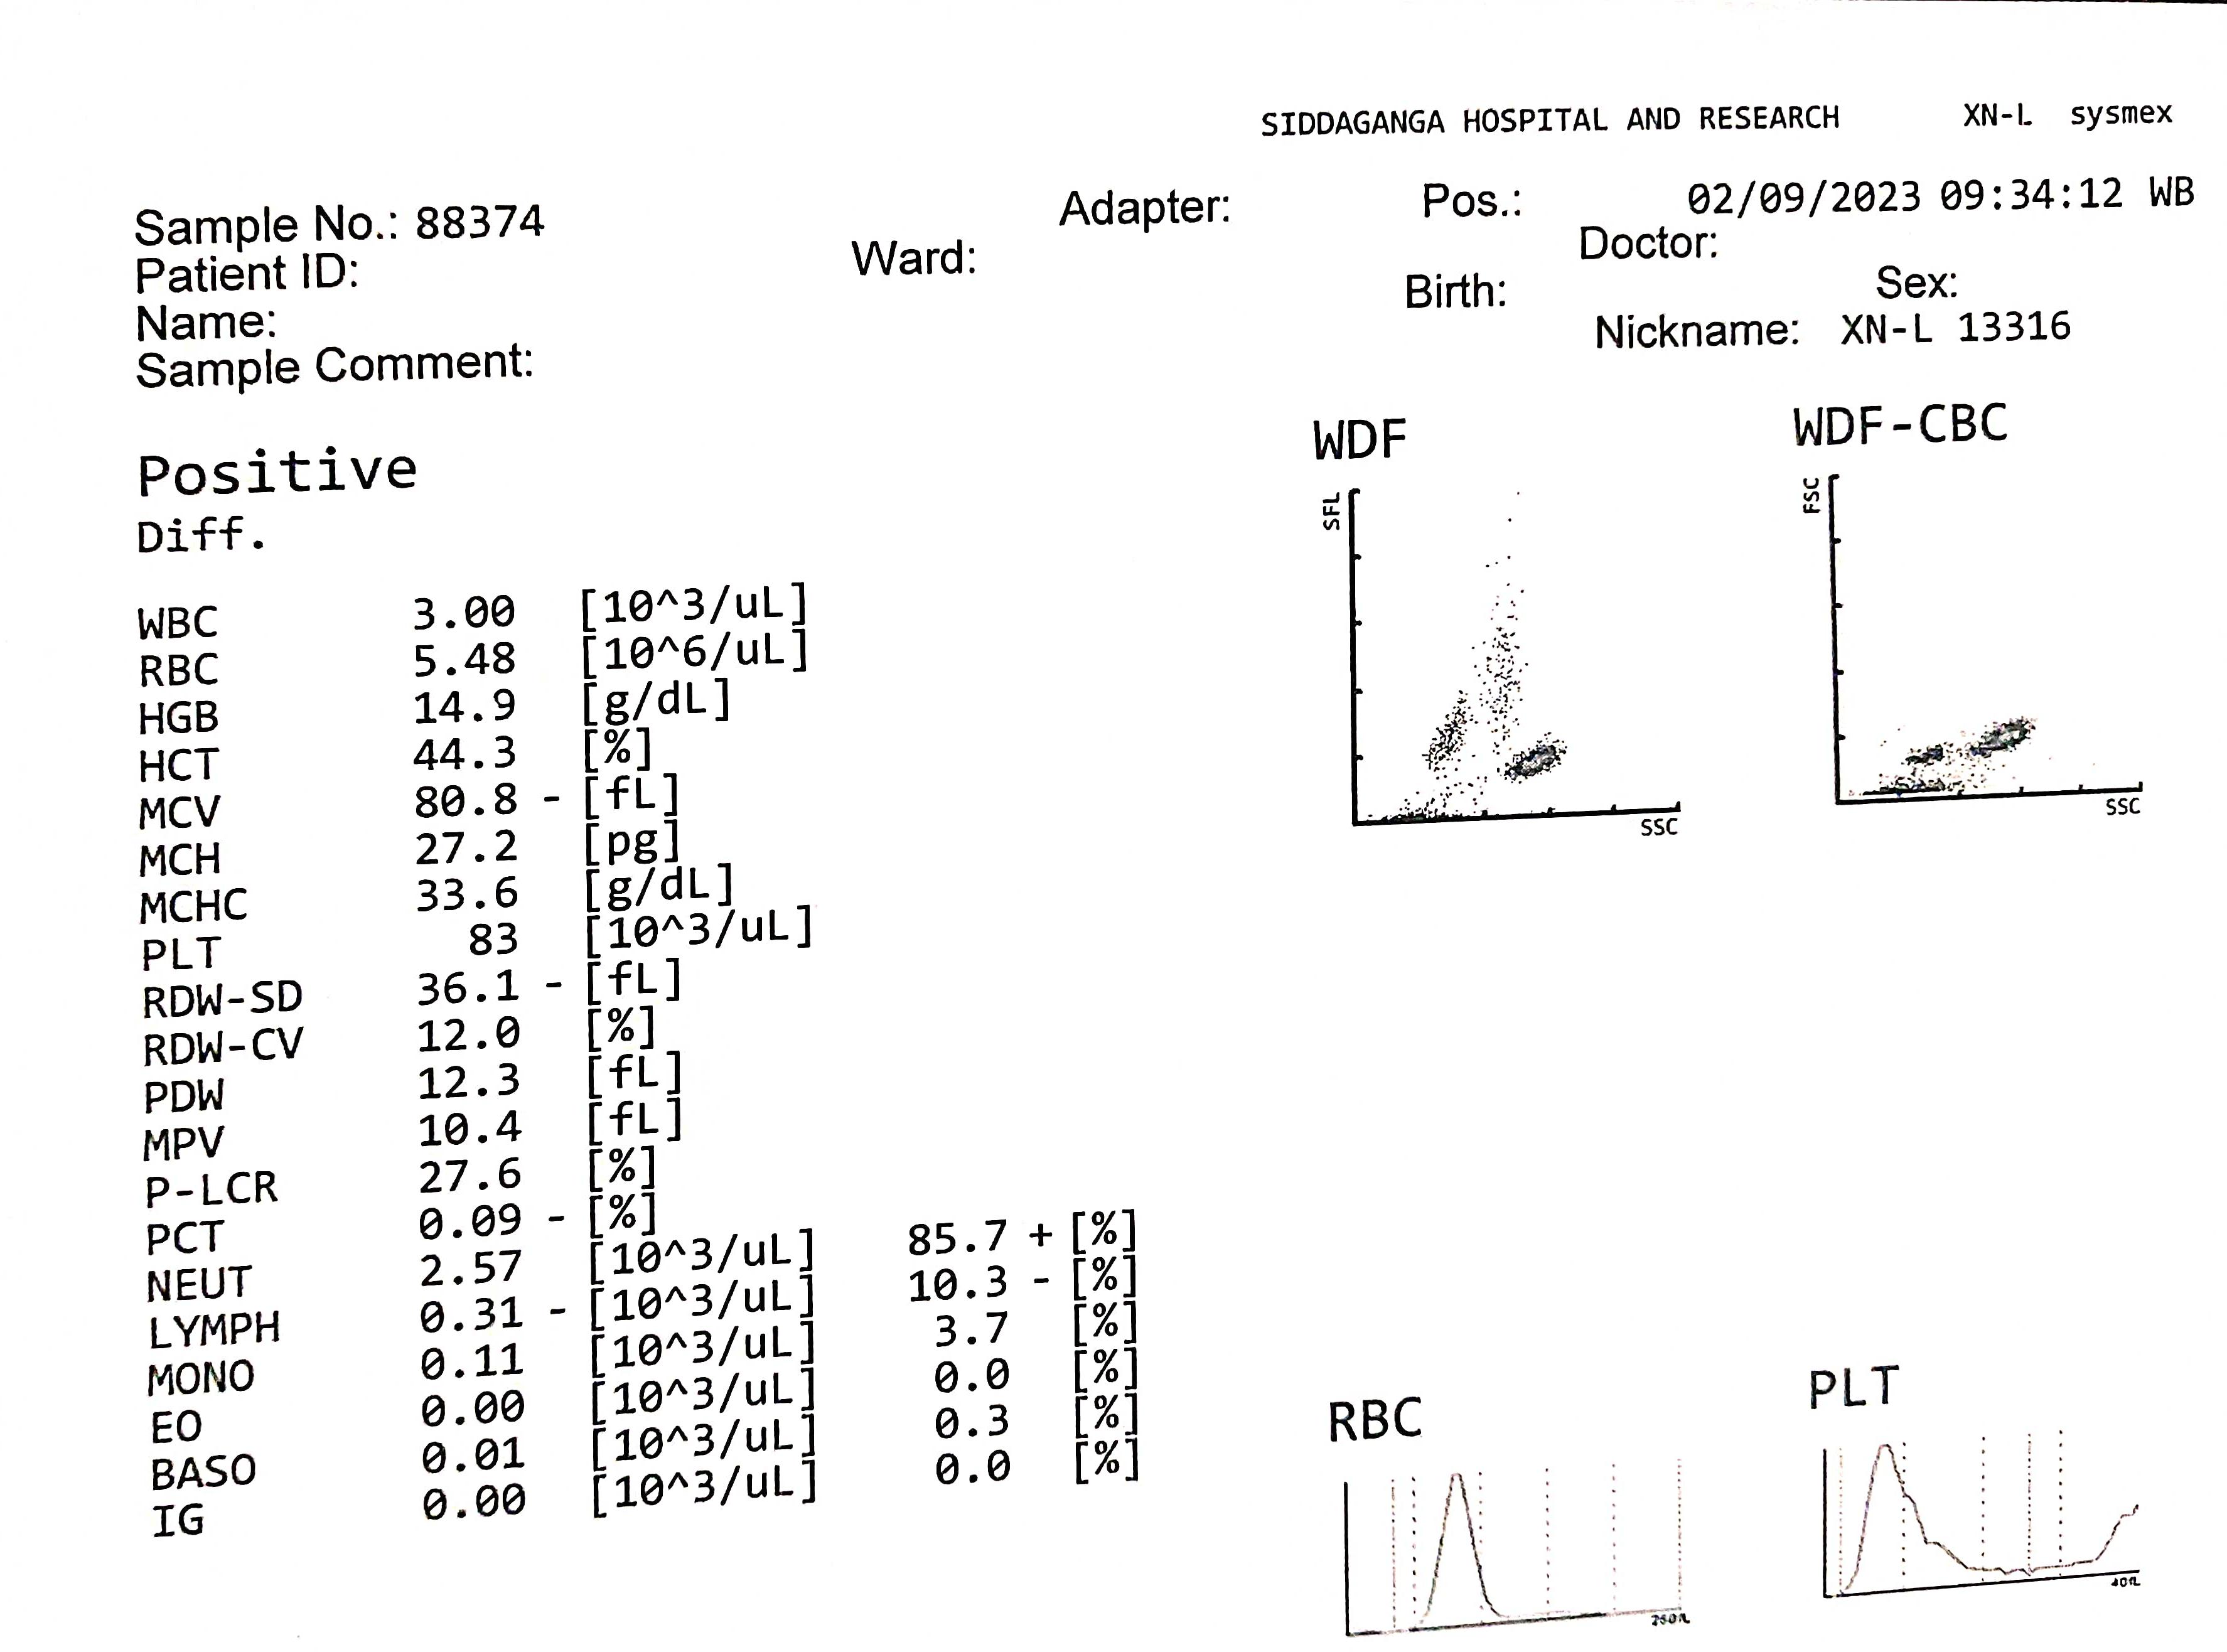 SIDDAGANGA HOSPITAL AND RESEARCH XN-L sysmex
Sample No.: 88374 Adapter: Pos.: 02/09/2023 09:34:12 WB
Patient ID: Ward: Doctor:
Name: Birth: Sex:
Sample Comment: Nickname: XN-L 13316
Positive
Diff.
WDF
SFL
SSC
WDF-CBC
FSC
SSC
WBC 3.00 [10^3/uL]
RBC 5.48 [10^6/uL]
HGB 14.9 [g/dL]
HCT 44.3 [%]
MCV 80.8 - [fL]
MCH 27.2 [pg]
MCHC 33.6 [g/dL]
PLT 83 [10^3/uL]
RDW-SD 36.1 - [fL]
RDW-CV 12.0 [%]
PDW 12.3 [fL]
MPV 10.4 [fL]
P-LCR 27.6 [%]
PCT 0.09 - [%]
NEUT 2.57 [10^3/uL] 85.7 + [%]
LYMPH 0.31 - [10^3/uL] 10.3 - [%]
MONO 0.11 [10^3/uL] 3.7 [%]
EO 0.00 [10^3/uL] 0.0 [%]
BASO 0.01 [10^3/uL] 0.3 [%]
IG 0.00 [10^3/uL] 0.0 [%]
RBC
250fL
PLT
40fL